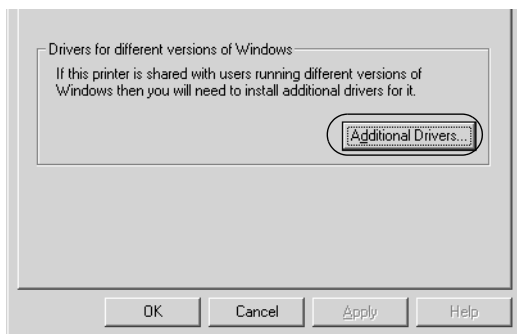 Drivers for different versions of Windows
If this printer is shared with users running different versions of
Windows then you will need to install additional drivers for it.
Additional Drivers...
OK Cancel Apply Help